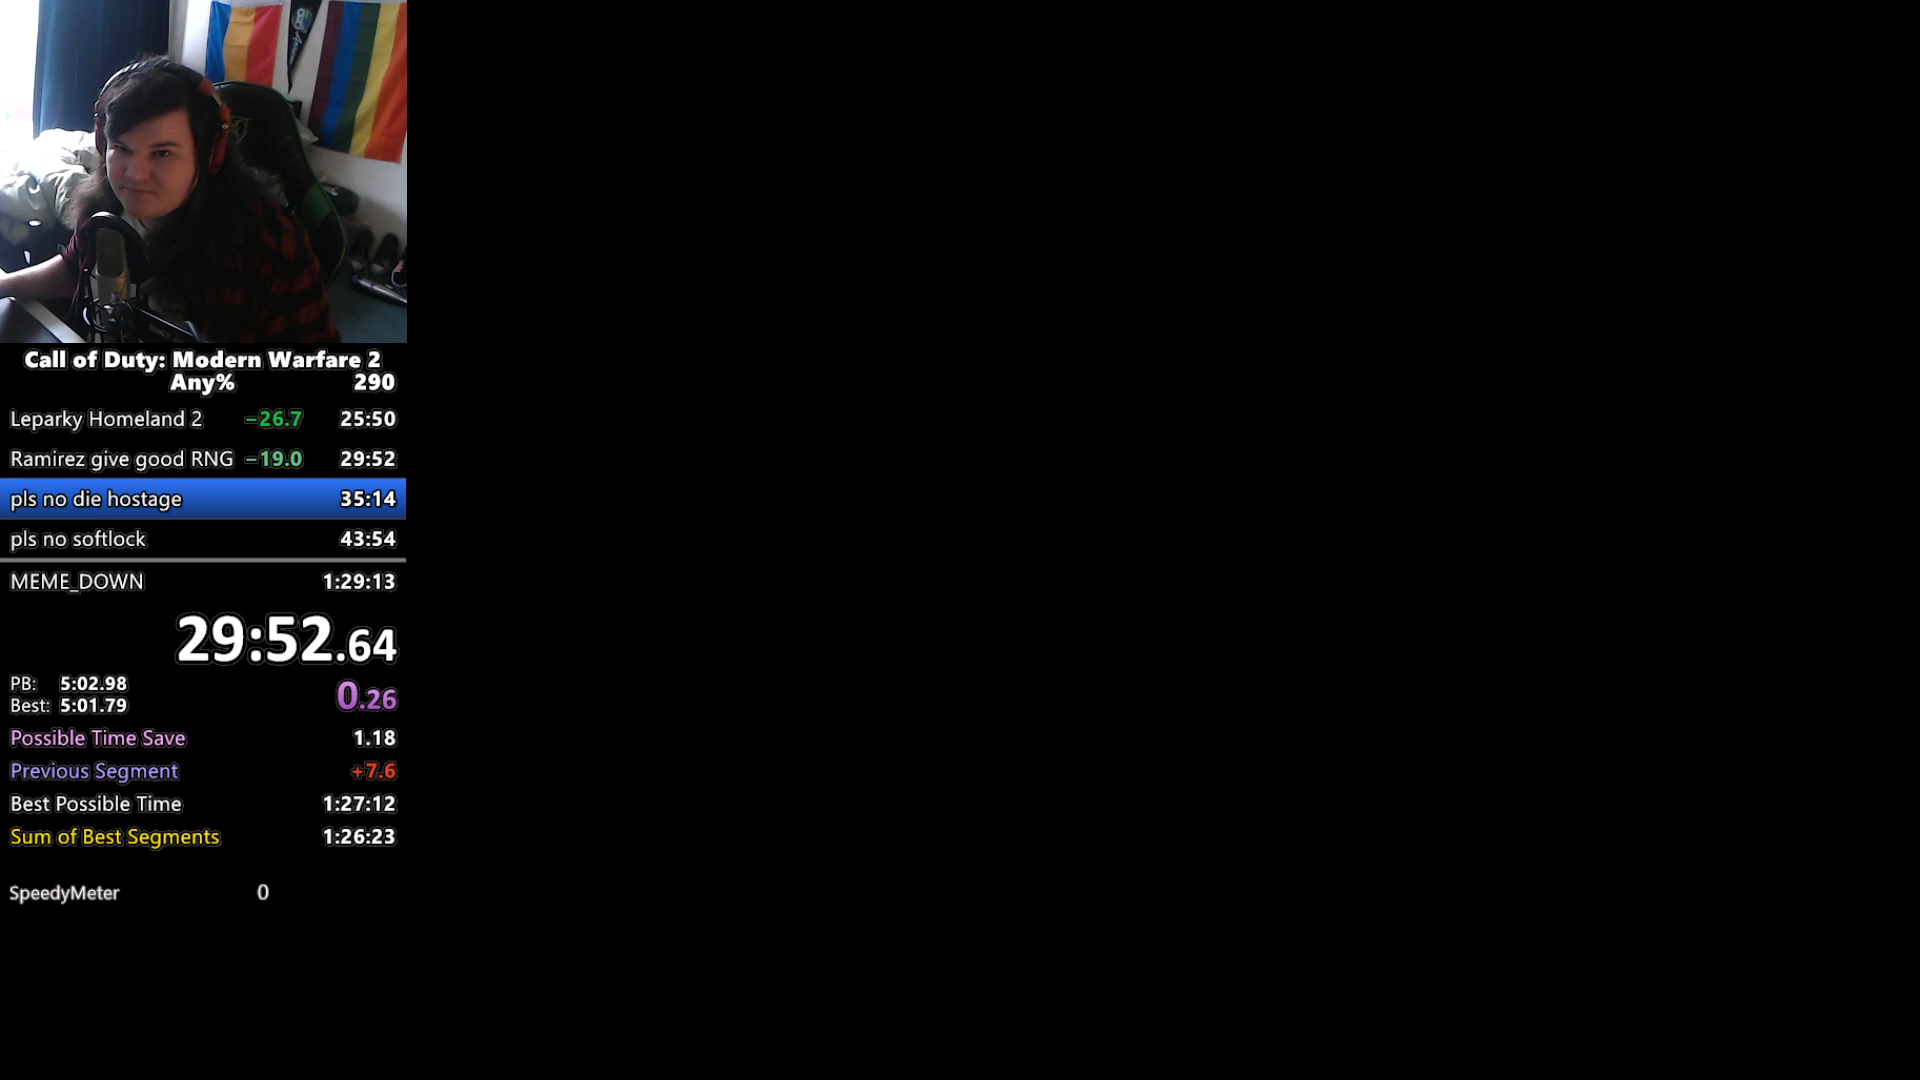 Call of Duty: Modern Warfare 2
Any% 290
Leparky Homeland 2 −26.7 25:50
Ramirez give good RNG −19.0 29:52
pls no die hostage 35:14
pls no softlock 43:54
MEME_DOWN 1:29:13
29:52.64
PB: 5:02.98
0.26
Best: 5:01.79
Possible Time Save 1.18
Previous Segment +7.6
Best Possible Time 1:27:12
Sum of Best Segments 1:26:23
SpeedyMeter 0